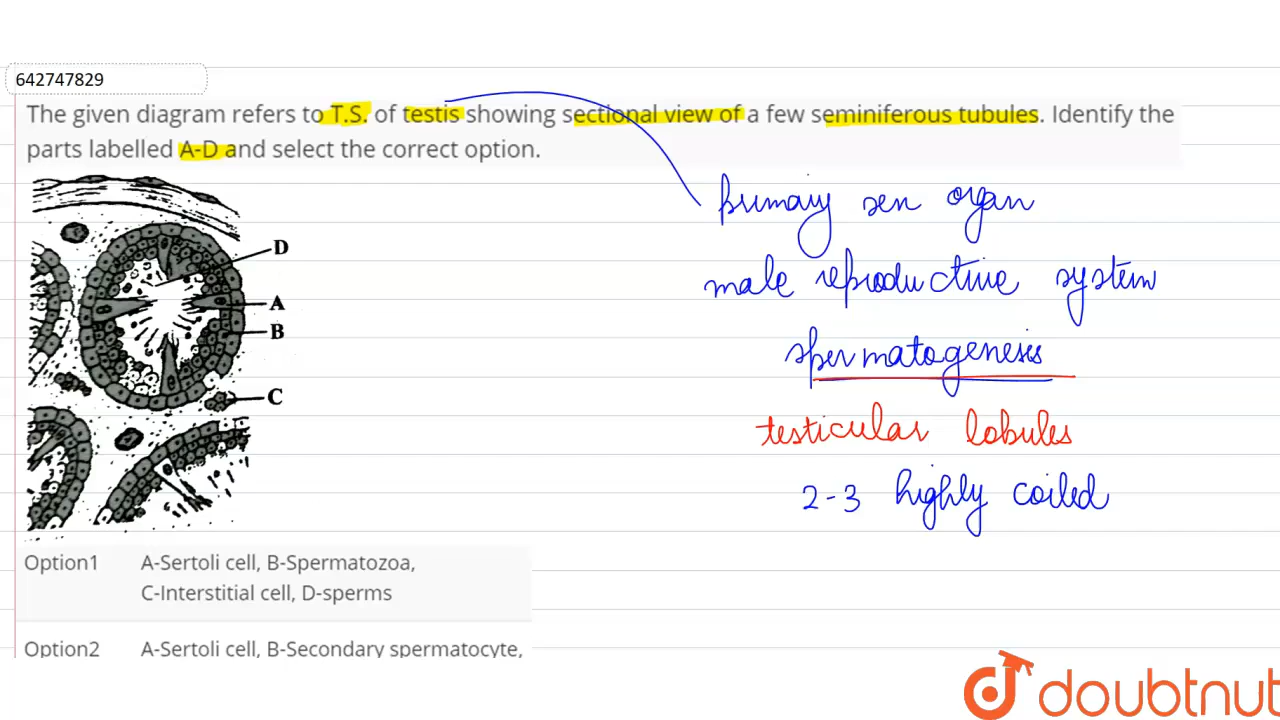 642747829
The given diagram refers to T.S. of testis showing sectional view of a few seminiferous tubules. Identify the
parts labelled A-D and select the correct option.
primary sex organ
male reproductive system
spermatogenesis
testicular lobules
2-3 highly coiled
D
A
B
C
Option1 A-Sertoli cell, B-Spermatozoa,
C-Interstitial cell, D-sperms
Option2 A-Sertoli cell, B-Secondary spermatocyte,
doubtnut